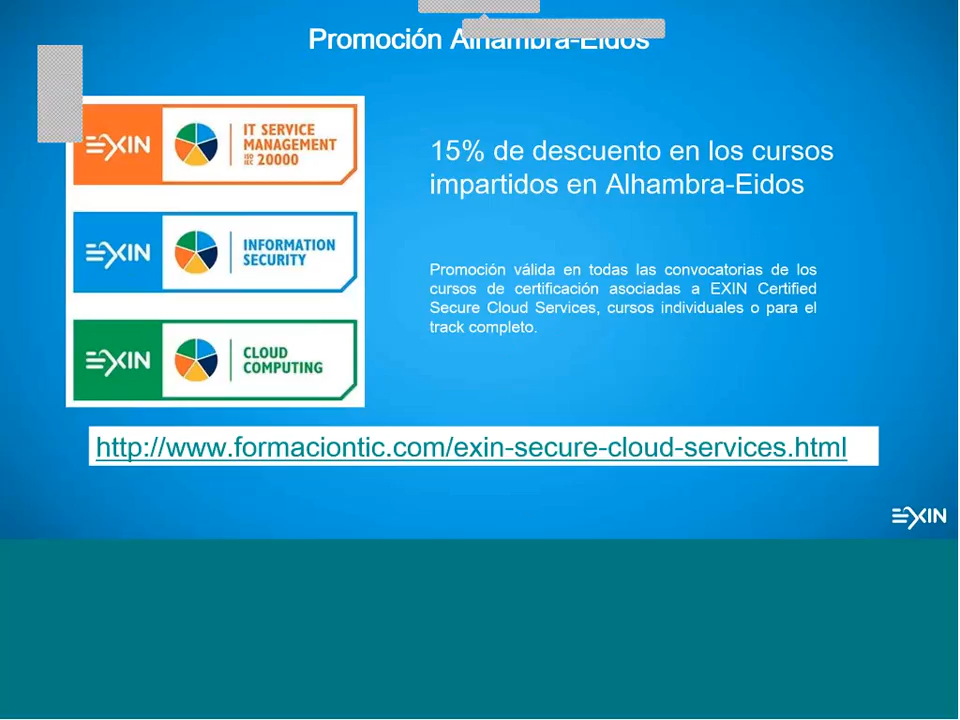 Promoción Alhambra-Eidos
EXIN
IT SERVICE
MANAGEMENT
ISO
IEC 20000
15% de descuento en los cursos
impartidos en Alhambra-Eidos
EXIN
INFORMATION
SECURITY
Promoción válida en todas las convocatorias de los
cursos de certificación asociadas a EXIN Certified
Secure Cloud Services, cursos individuales o para el
track completo.
EXIN
CLOUD
COMPUTING
http://www.formaciontic.com/exin-secure-cloud-services.html
EXIN